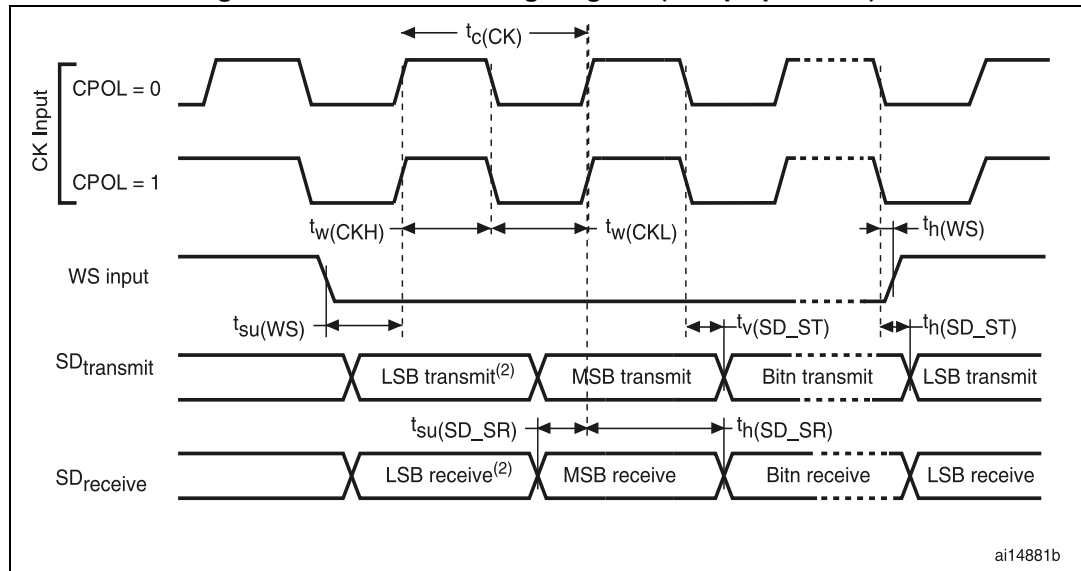 tc(CK)
CK Input
CPOL = 0
CPOL = 1
tw(CKH)
tw(CKL)
th(WS)
WS input
tsu(WS)
tv(SD_ST)
th(SD_ST)
SDtransmit
LSB transmit(2)
MSB transmit
Bitn transmit
LSB transmit
tsu(SD_SR)
th(SD_SR)
SDreceive
LSB receive(2)
MSB receive
Bitn receive
LSB receive
ai14881b